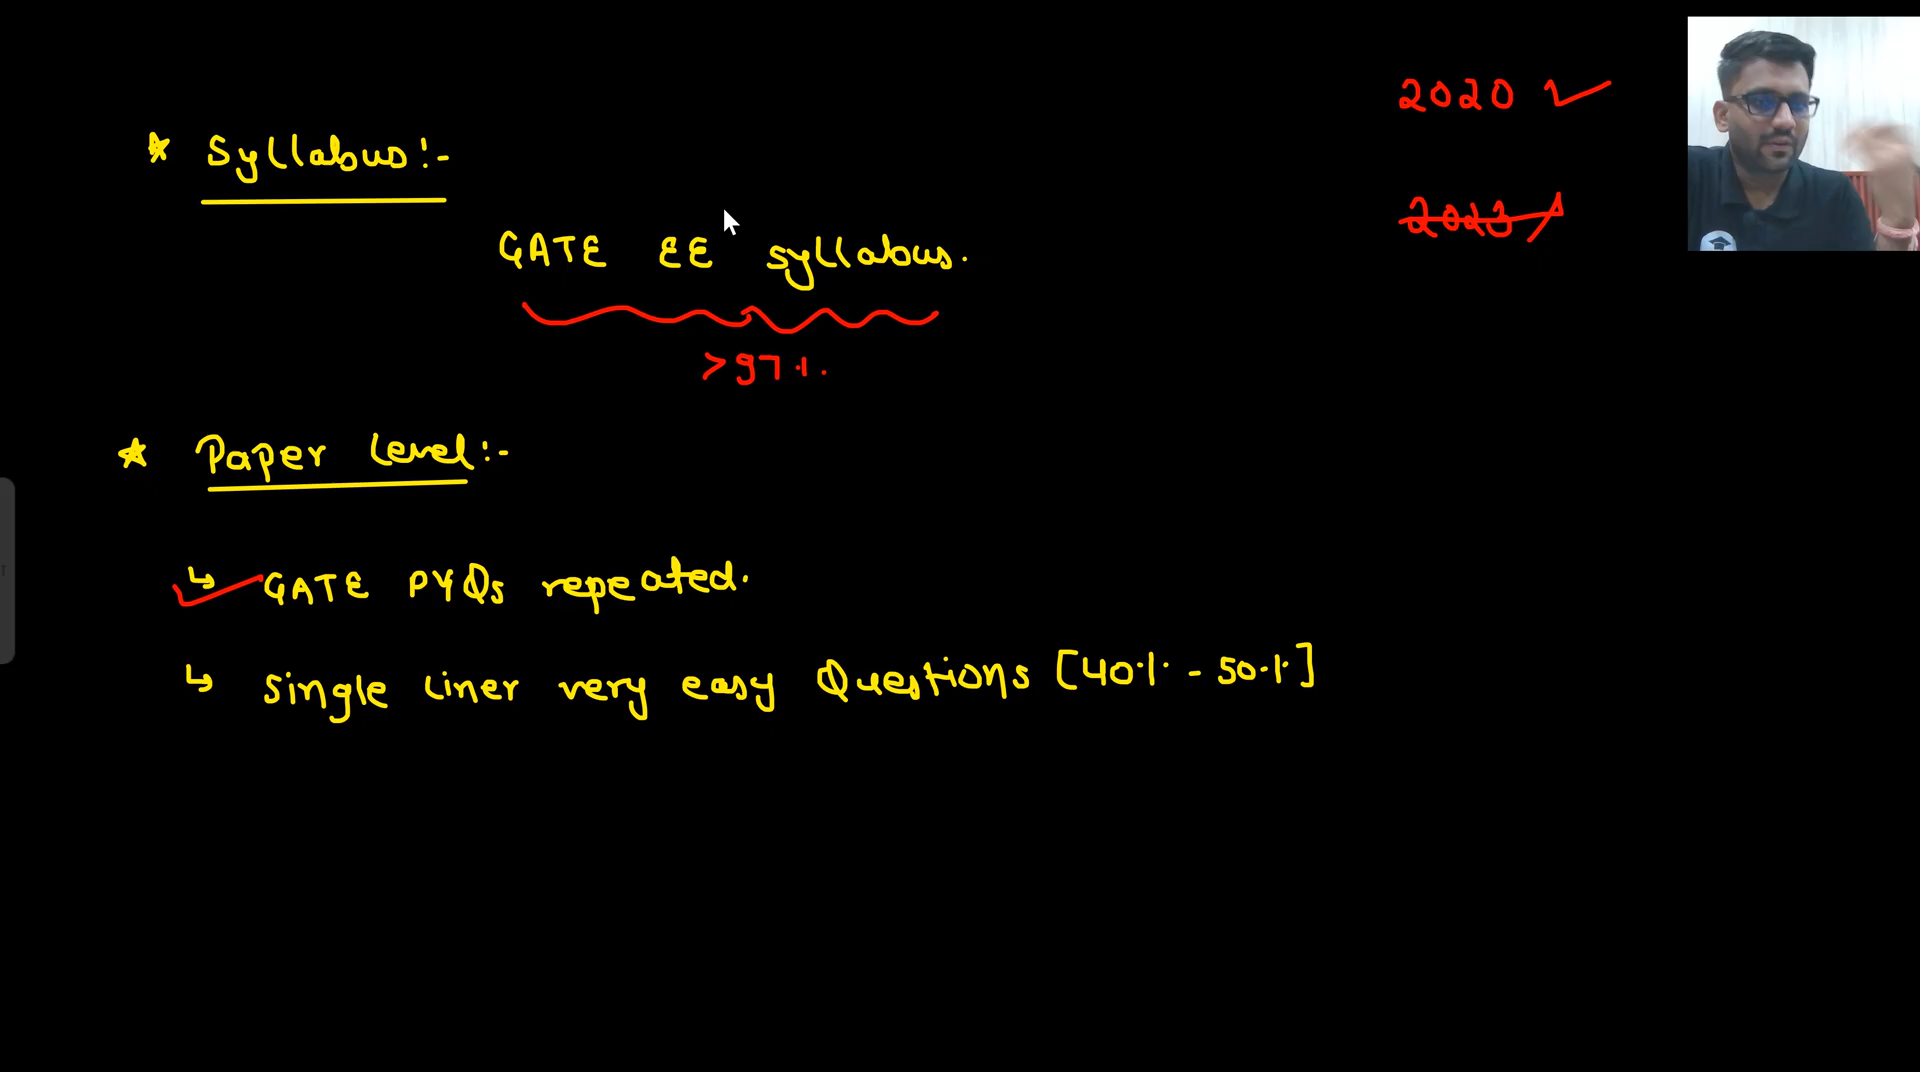 2020
* Syllabus:-
2023
GATE EE syllabus.
>97%.
* Paper Level:-
↳ GATE PYQs repeated.
↳ Single Liner very easy Questions [40% - 50%]